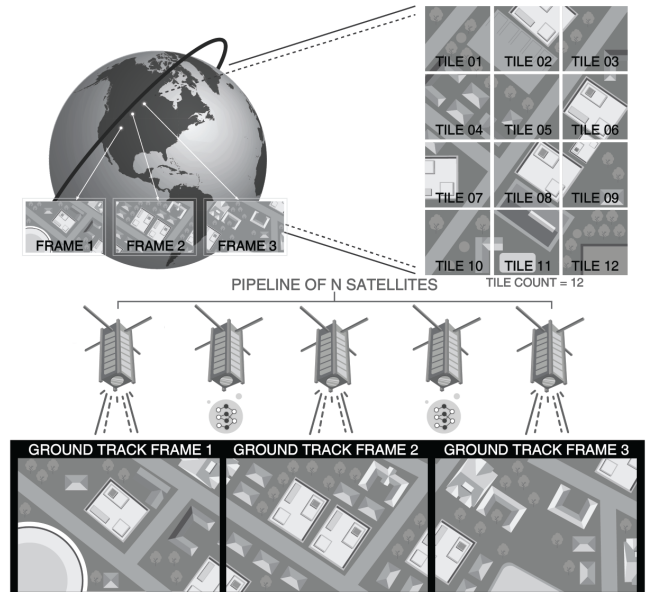 TILE 01 TILE 02 TILE 03
TILE 04 TILE 05 TILE 06
TILE 07 TILE 08 TILE 09
TILE 10 TILE 11 TILE 12
TILE COUNT = 12
FRAME 1 FRAME 2 FRAME 3
PIPELINE OF N SATELLITES
GROUND TRACK FRAME 1 GROUND TRACK FRAME 2 GROUND TRACK FRAME 3